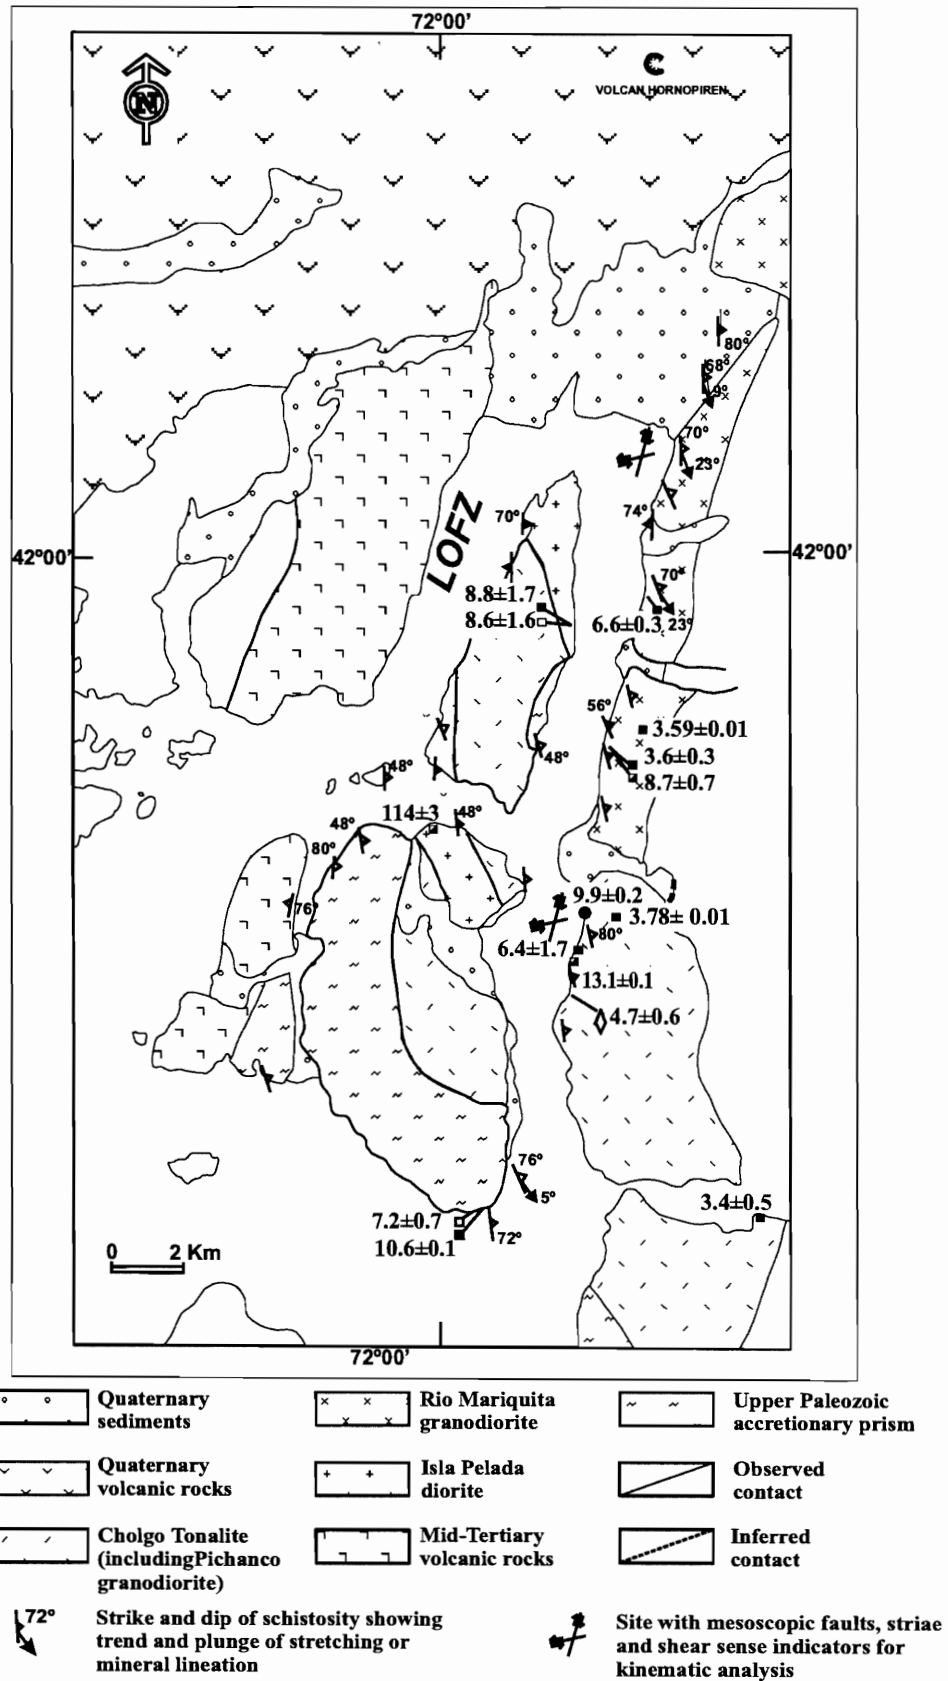 72°00'
N
VOLCAN HORNOPIREN
80°
68°
9°
70°
23°
70°
74°
LOFZ
42°00'
42°00'
70°
8.8±1.7
8.6±1.6
6.6±0.3
23°
56°
3.59±0.01
48°
3.6±0.3
48°
8.7±0.7
114±3
48°
48°
80°
9.9±0.2
76°
3.78± 0.01
80°
6.4±1.7
13.1±0.1
4.7±0.6
76°
5°
3.4±0.5
7.2±0.7
72°
10.6±0.1
0 2 Km
72°00'
Quaternary
sediments
Rio Mariquita
granodiorite
Upper Paleozoic
accretionary prism
Quaternary
volcanic rocks
Isla Pelada
diorite
Observed
contact
Cholgo Tonalite
(includingPichanco
granodiorite)
Mid-Tertiary
volcanic rocks
Inferred
contact
72°
Strike and dip of schistosity showing
trend and plunge of stretching or
mineral lineation
Site with mesoscopic faults, striae
and shear sense indicators for
kinematic analysis